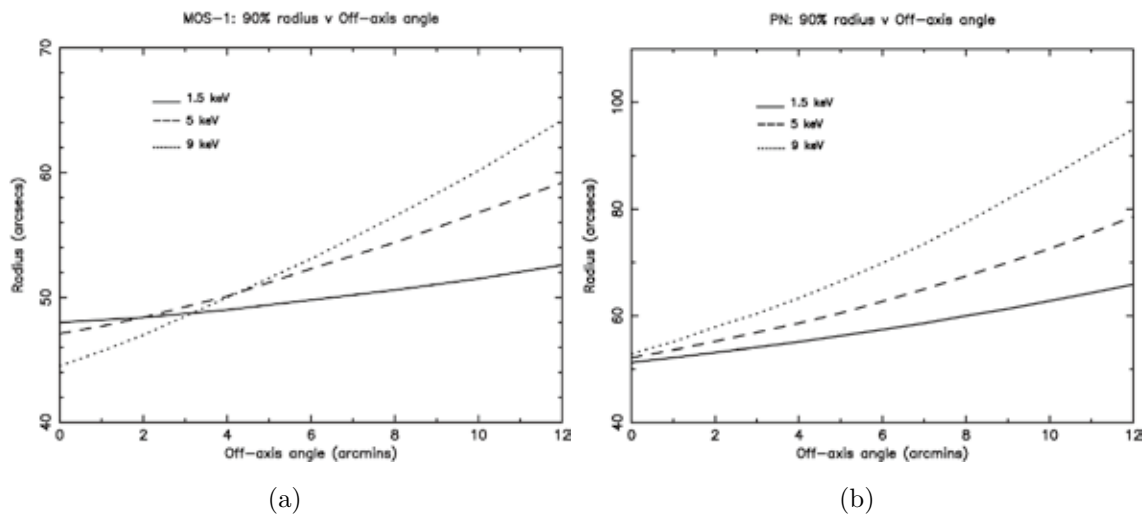 MOS-1: 90% radius v Off-axis angle
70
60
50
40
Radius (arcsecs)
1.5 keV
5 keV
9 keV
0 2 4 6 8 10 12
Off-axis angle (arcmins)
(a)
PN: 90% radius v Off-axis angle
100
80
60
40
Radius (arcsecs)
1.5 keV
5 keV
9 keV
0 2 4 6 8 10 12
Off-axis angle (arcmins)
(b)